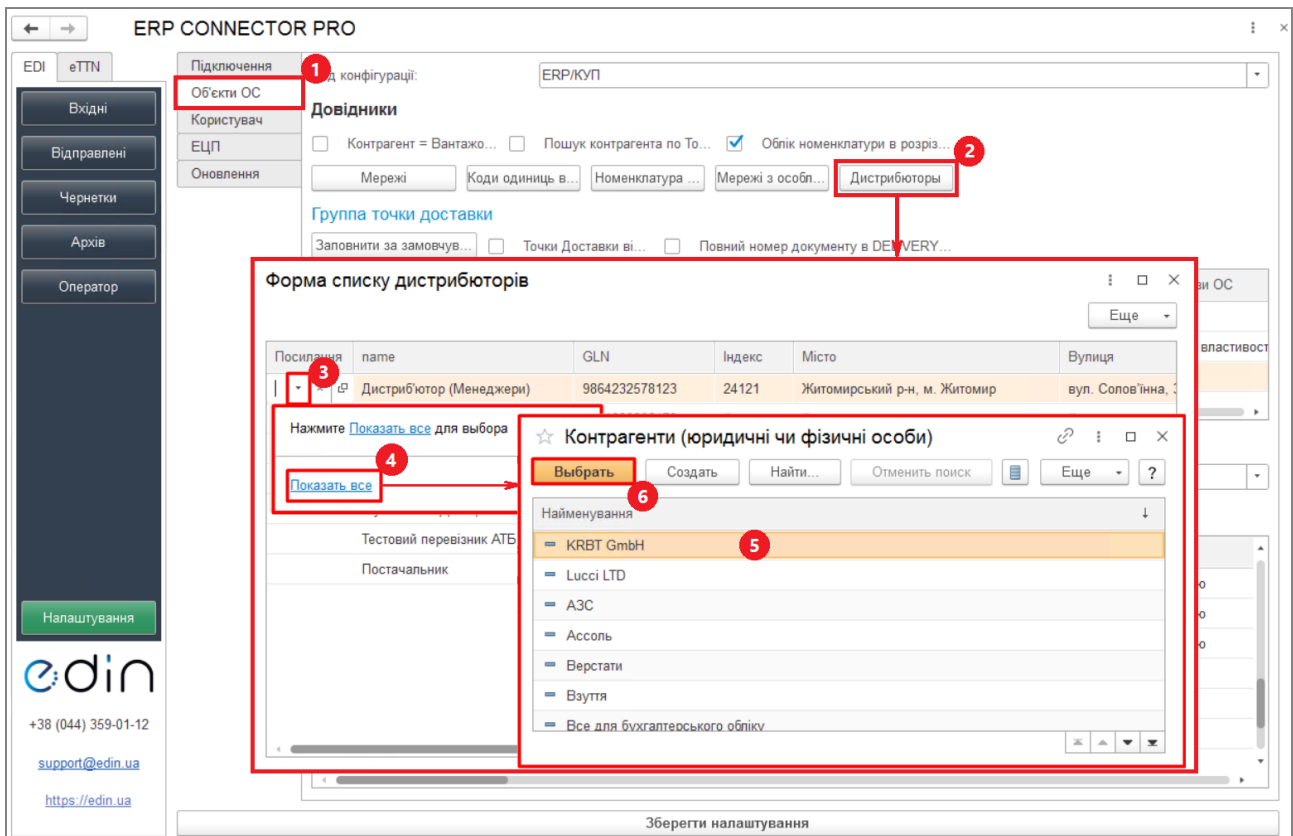 ERP CONNECTOR PRO
EDI eTTN
Вхідні
Відправлені
Чернетки
Архів
Оператор
Налаштування
edin
+38 (044) 359-01-12
support@edin.ua
https://edin.ua
Підключення
Об'єкти ОС
Користувач
ЕЦП
Оновлення
1
конфігурації: ERP/КУП
Довідники
Контрагент = Вантажо... Пошук контрагента по То... Облік номенклатури в розріз...
2
Мережі Коди одиниць в... Номенклатура ... Мережі з особл... Дистрибюторы
Группа точки доставки
Заповнити за замовчув... Точки Доставки ві... Повний номер документу в DELIVERY...
ОС
властивост
Форма списку дистрибюторів
Еще
Посилання name GLN Індекс Місто Вулиця
3
Дистриб'ютор (Менеджери) 9864232578123 24121 Житомирський р-н, м. Житомир вул. Солов'їнна,
Нажмите Показать все для выбора
4
Показать все
Тестовий перевізник АТБ
Постачальник
Контрагенти (юридичні чи фізичні особи)
Выбрать Создать Найти... Отменить поиск Еще ?
6
Найменування
KRBT GmbH
5
Lucci LTD
АЗС
Ассоль
Верстати
Взуття
Все для бухгалтерського обліку
ю
ю
ю
Зберегти налаштування